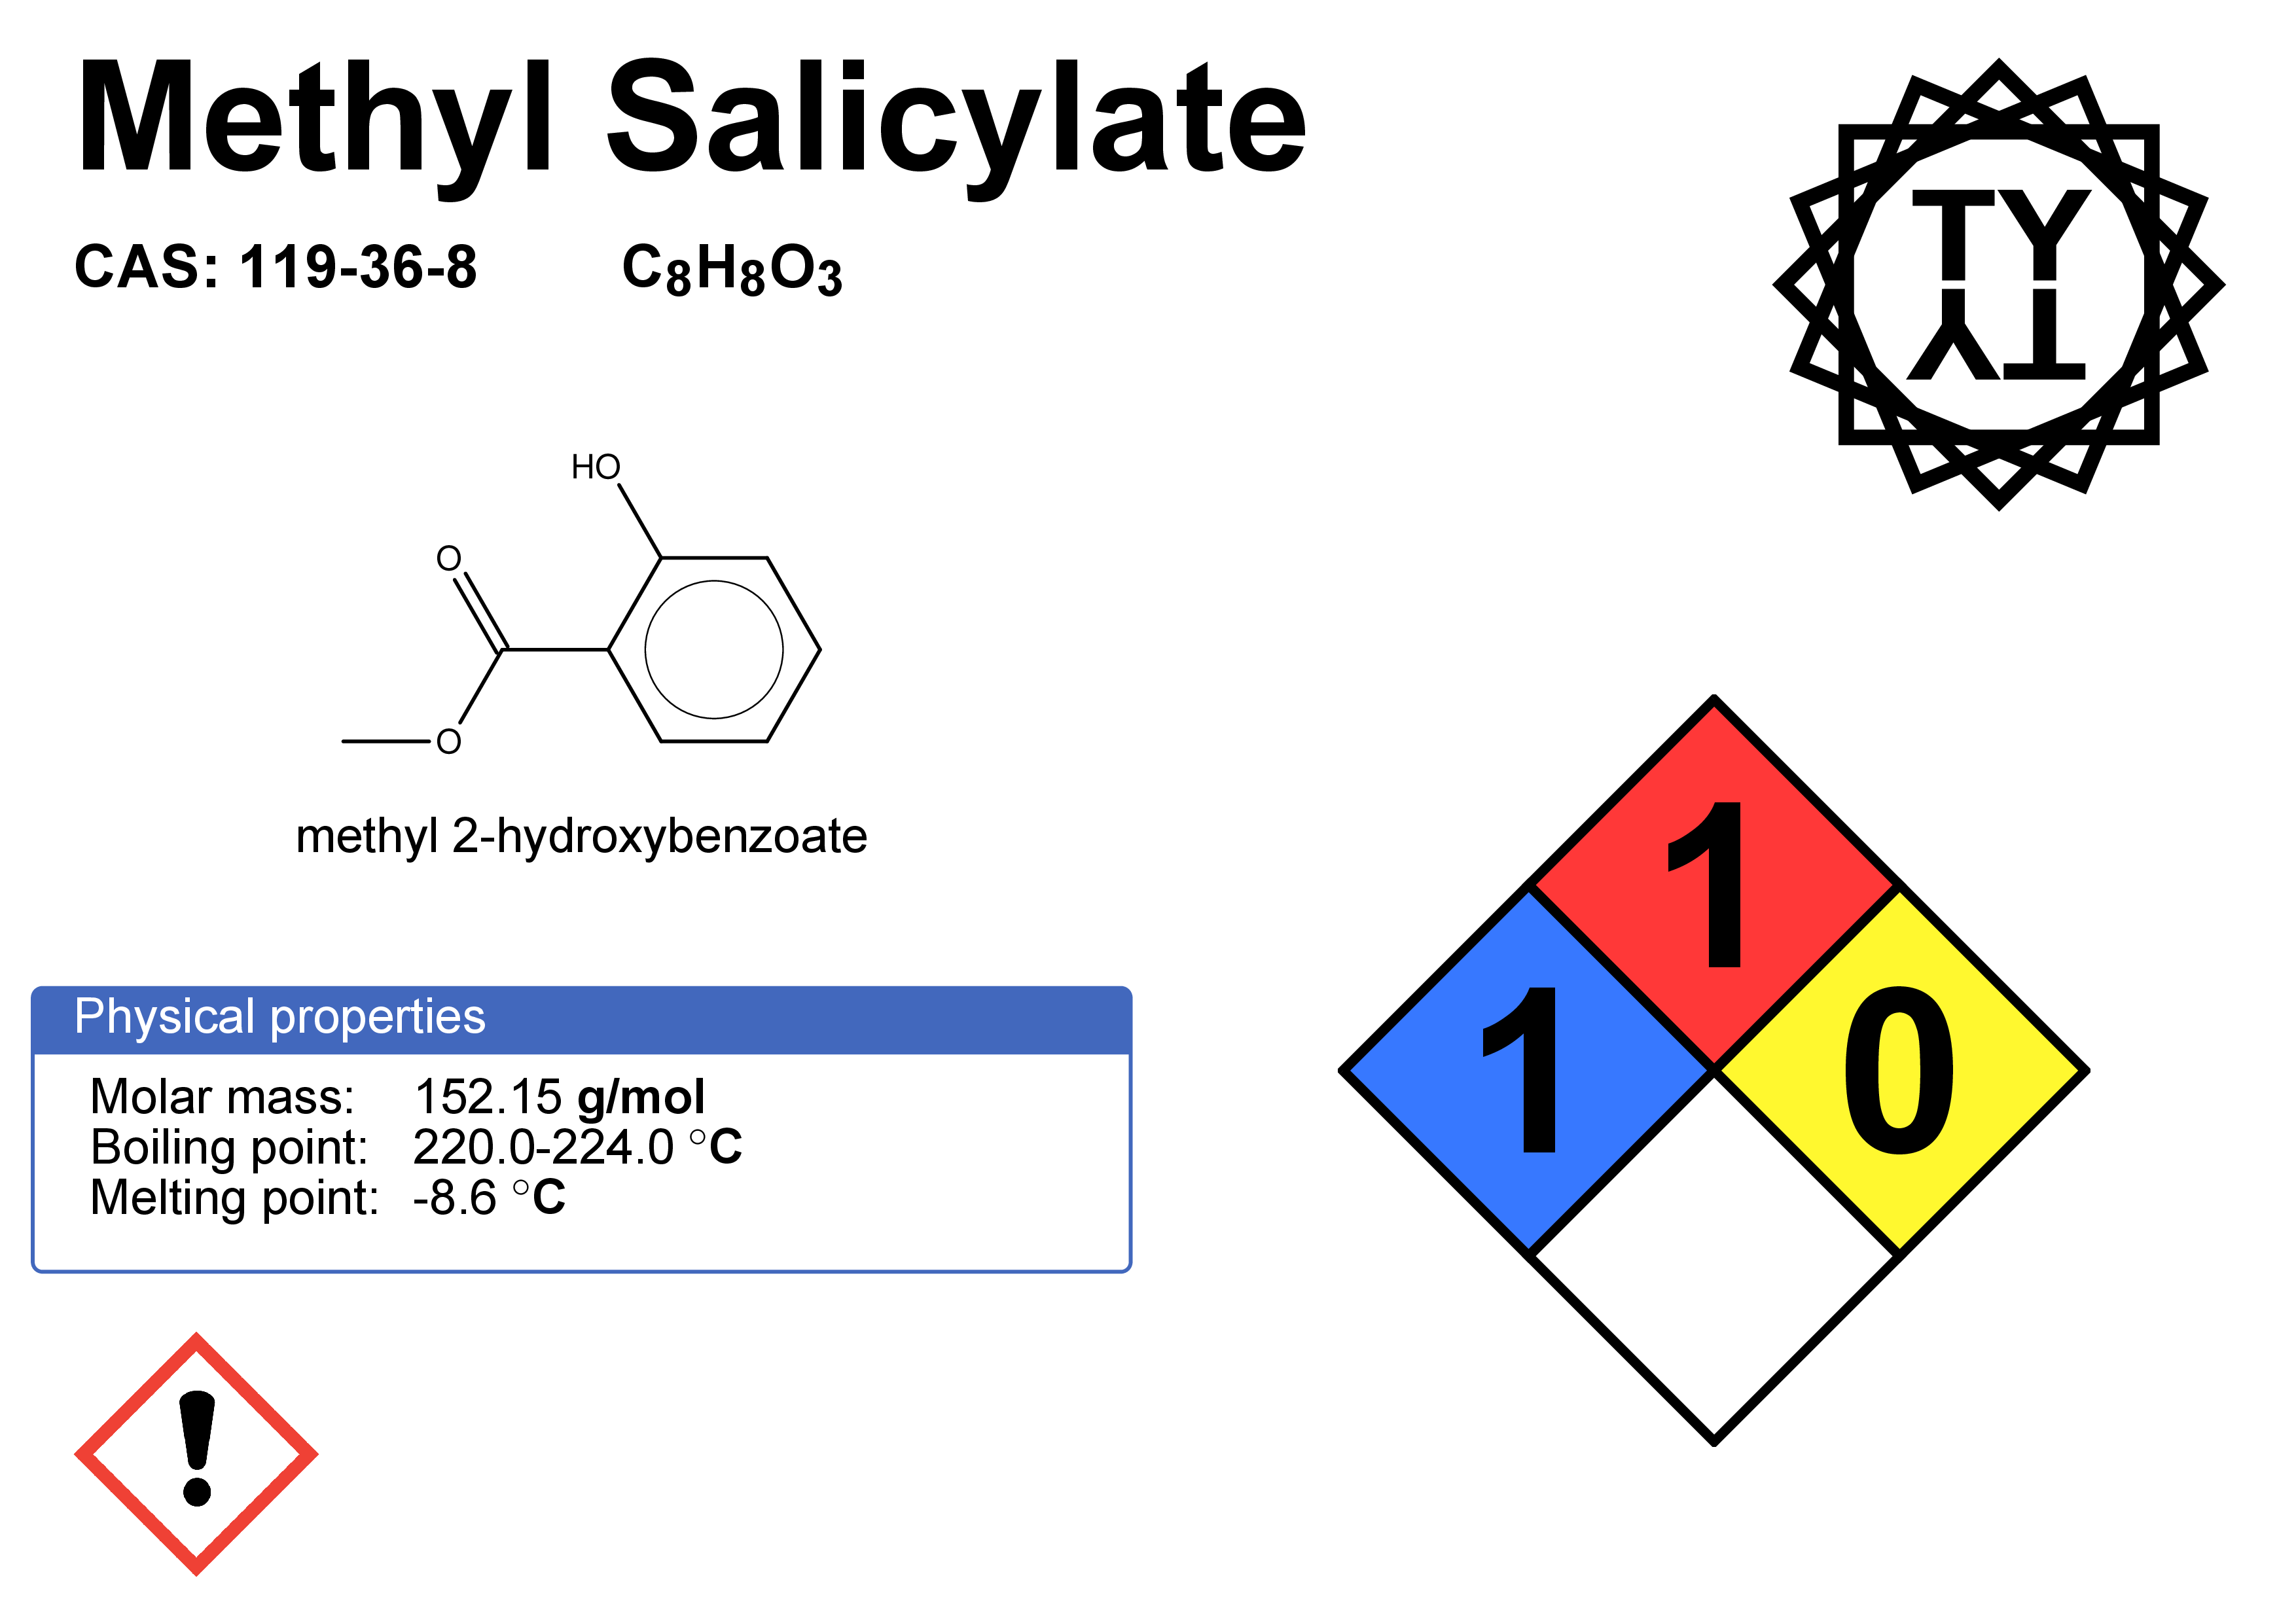 Methyl Salicylate
CAS: 119-36-8 C₈H₈O₃
TY
TY
HO
O
O
methyl 2-hydroxybenzoate
1
1 0
Physical properties
Molar mass: 152.15 g/mol
Boiling point: 220.0-224.0 °C
Melting point: -8.6 °C
!